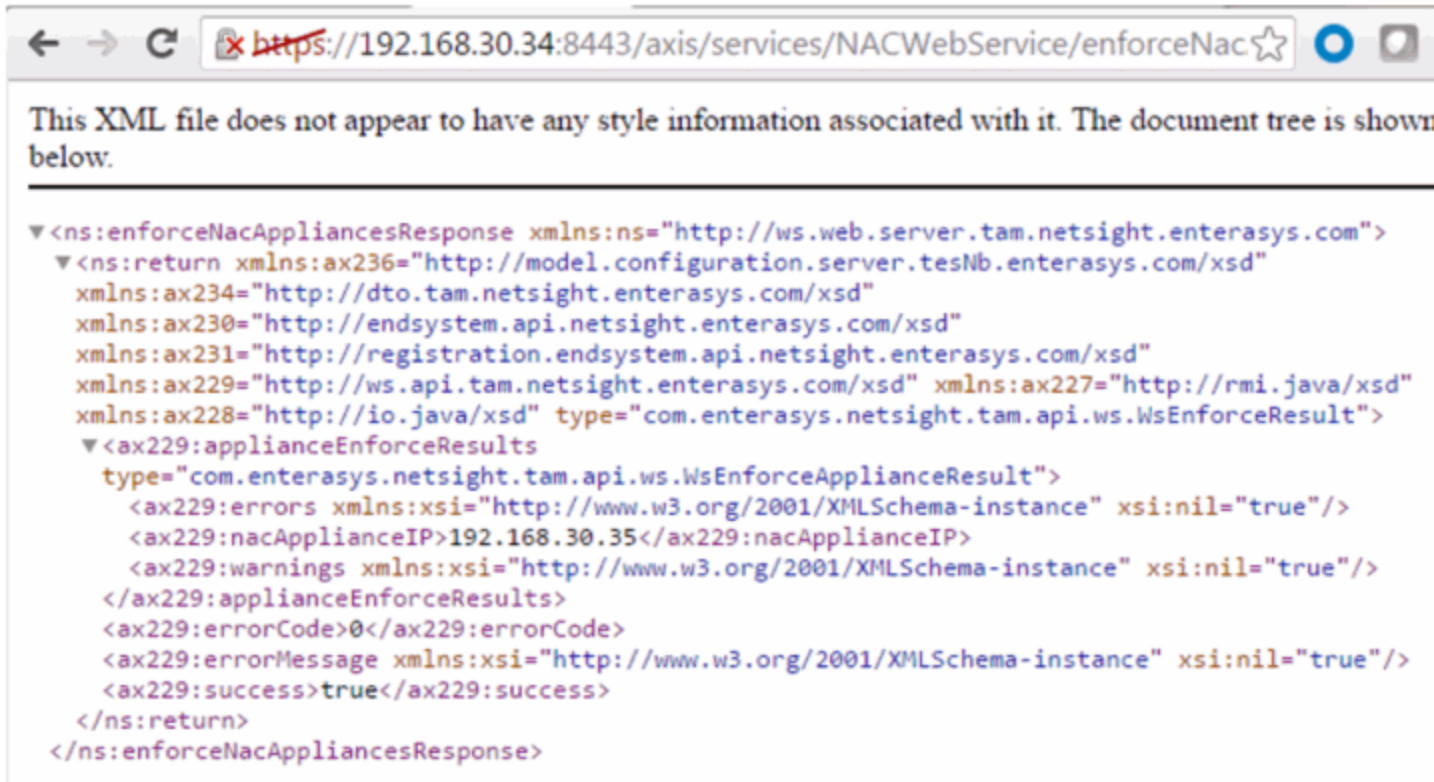 https://192.168.30.34:8443/axis/services/NACWebService/enforceNac
This XML file does not appear to have any style information associated with it. The document tree is shown
below.
▼<ns:enforceNacAppliancesResponse xmlns:ns="http://ws.web.server.tam.netsight.enterasys.com">
▼<ns:return xmlns:ax236="http://model.configuration.server.tesNb.enterasys.com/xsd"
xmlns:ax234="http://dto.tam.netsight.enterasys.com/xsd"
xmlns:ax230="http://endsystem.api.netsight.enterasys.com/xsd"
xmlns:ax231="http://registration.endsystem.api.netsight.enterasys.com/xsd"
xmlns:ax229="http://ws.api.tam.netsight.enterasys.com/xsd" xmlns:ax227="http://rmi.java/xsd"
xmlns:ax228="http://io.java/xsd" type="com.enterasys.netsight.tam.api.ws.WsEnforceResult">
▼<ax229:applianceEnforceResults
type="com.enterasys.netsight.tam.api.ws.WsEnforceApplianceResult">
<ax229:errors xmlns:xsi="http://www.w3.org/2001/XMLSchema-instance" xsi:nil="true"/>
<ax229:nacApplianceIP>192.168.30.35</ax229:nacApplianceIP>
<ax229:warnings xmlns:xsi="http://www.w3.org/2001/XMLSchema-instance" xsi:nil="true"/>
</ax229:applianceEnforceResults>
<ax229:errorCode>0</ax229:errorCode>
<ax229:errorMessage xmlns:xsi="http://www.w3.org/2001/XMLSchema-instance" xsi:nil="true"/>
<ax229:success>true</ax229:success>
</ns:return>
</ns:enforceNacAppliancesResponse>